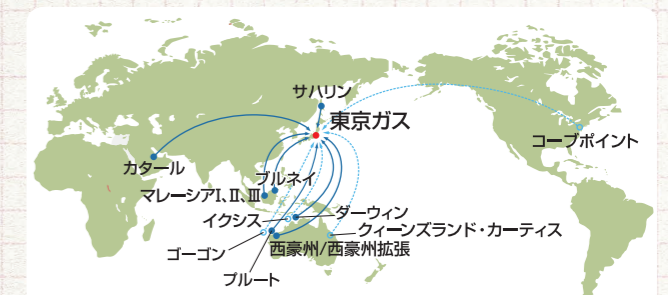 サハリン
東京ガス
コーブポイント
カタール
ブルネイ
マレーシアⅠ、Ⅱ、Ⅲ
イクシス
ダーウィン
クィーンズランド・カーティス
ゴーゴン
西豪州/西豪州拡張
プルート